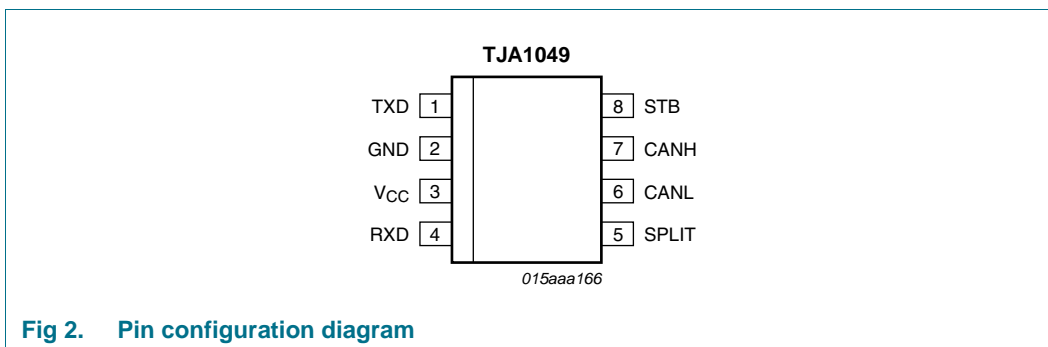 TJA1049
TXD 1
8 STB
GND 2
7 CANH
VCC 3
6 CANL
RXD 4
5 SPLIT
015aaa166
Fig 2. Pin configuration diagram